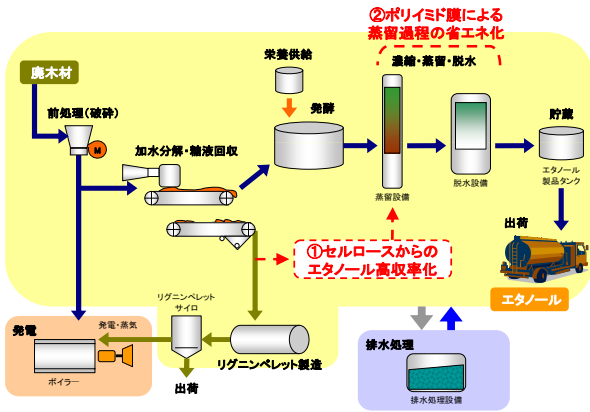 ②ポリイミド膜による
蒸留過程の省エネ化
廃木材
栄養供給
濃縮・蒸留・脱水
前処理(破砕)
M
発酵
貯蔵
加水分解・糖液回収
蒸留設備
脱水設備
エタノール
製品タンク
出荷
①セルロースからの
エタノール高収率化
エタノール
リグニンペレット
サイロ
発電
発電・蒸気
ボイラー
リグニンペレット製造
出荷
排水処理
排水処理設備